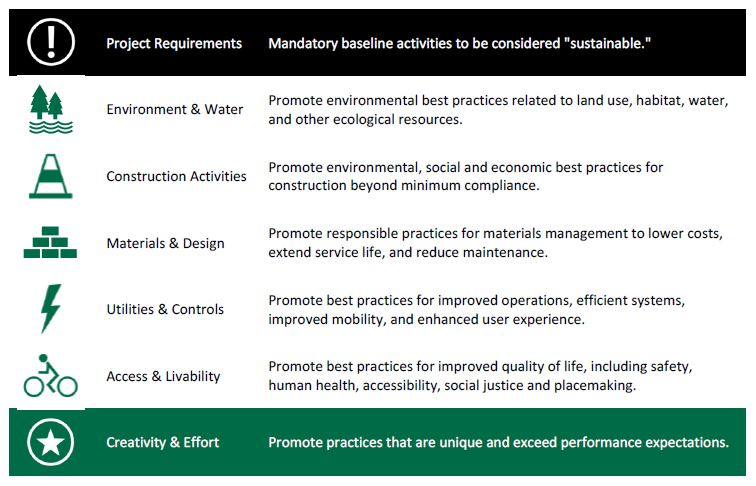 Project Requirements
Mandatory baseline activities to be considered "sustainable."
Environment & Water
Promote environmental best practices related to land use, habitat, water,
and other ecological resources.
Construction Activities
Promote environmental, social and economic best practices for
construction beyond minimum compliance.
Materials & Design
Promote responsible practices for materials management to lower costs,
extend service life, and reduce maintenance.
Utilities & Controls
Promote best practices for improved operations, efficient systems,
improved mobility, and enhanced user experience.
Access & Livability
Promote best practices for improved quality of life, including safety,
human health, accessibility, social justice and placemaking.
Creativity & Effort
Promote practices that are unique and exceed performance expectations.